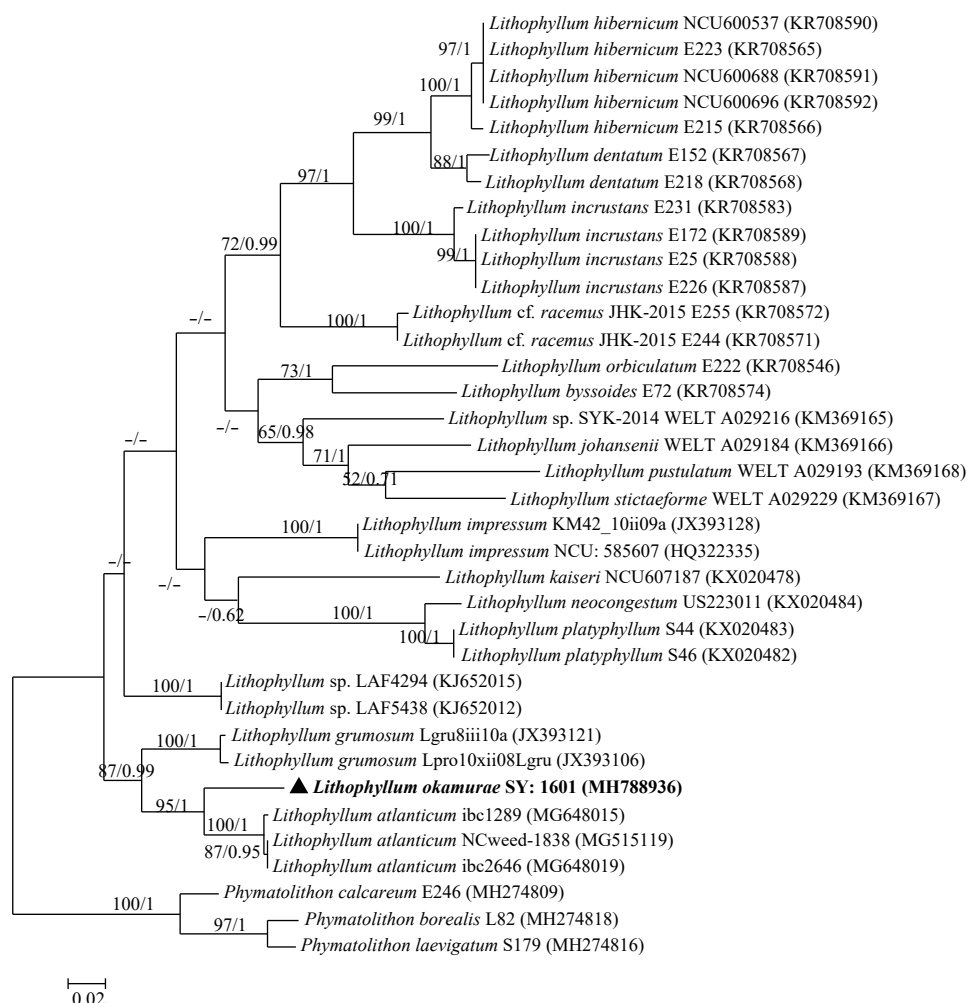 Lithophyllum hibernicum NCU600537 (KR708590)
97/1
Lithophyllum hibernicum E223 (KR708565)
Lithophyllum hibernicum NCU600688 (KR708591)
100/1
Lithophyllum hibernicum NCU600696 (KR708592)
99/1
Lithophyllum hibernicum E215 (KR708566)
Lithophyllum dentatum E152 (KR708567)
88/1
Lithophyllum dentatum E218 (KR708568)
97/1
Lithophyllum incrustans E231 (KR708583)
100/1
Lithophyllum incrustans E172 (KR708589)
99/1
Lithophyllum incrustans E25 (KR708588)
72/0.99
Lithophyllum incrustans E226 (KR708587)
Lithophyllum cf. racemus JHK-2015 E255 (KR708572)
100/1
–/–
Lithophyllum cf. racemus JHK-2015 E244 (KR708571)
Lithophyllum orbiculatum E222 (KR708546)
73/1
Lithophyllum byssoides E72 (KR708574)
–/–
Lithophyllum sp. SYK-2014 WELT A029216 (KM369165)
65/0.98
–/–
Lithophyllum johansenii WELT A029184 (KM369166)
71/1
Lithophyllum pustulatum WELT A029193 (KM369168)
52/0.71
Lithophyllum stictaeforme WELT A029229 (KM369167)
Lithophyllum impressum KM42_10ii09a (JX393128)
100/1
Lithophyllum impressum NCU: 585607 (HQ322335)
–/–
–/–
Lithophyllum kaiseri NCU607187 (KX020478)
–/0.62
Lithophyllum neocongestum US223011 (KX020484)
100/1
Lithophyllum platyphyllum S44 (KX020483)
100/1
Lithophyllum platyphyllum S46 (KX020482)
Lithophyllum sp. LAF4294 (KJ652015)
100/1
Lithophyllum sp. LAF5438 (KJ652012)
Lithophyllum grumosum Lgru8iii10a (JX393121)
100/1
Lithophyllum grumosum Lpro10xii08Lgru (JX393106)
87/0.99
Lithophyllum okamurae SY: 1601 (MH788936)
95/1
Lithophyllum atlanticum ibc1289 (MG648015)
100/1
Lithophyllum atlanticum NCweed-1838 (MG515119)
87/0.95
Lithophyllum atlanticum ibc2646 (MG648019)
Phymatolithon calcareum E246 (MH274809)
100/1
Phymatolithon borealis L82 (MH274818)
97/1
Phymatolithon laevigatum S179 (MH274816)
0.02